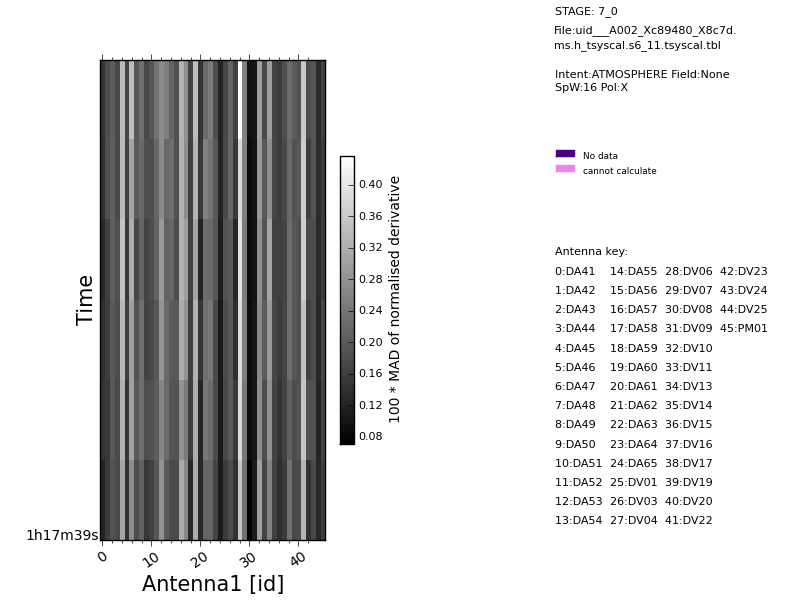 STAGE: 7_0
File:uid___A002_Xc89480_X8c7d.
ms.h_tsyscal.s6_11.tsyscal.tbl
Intent:ATMOSPHERE Field:None
SpW:16 Pol:X
No data
cannot calculate
0.40
0.36
0.32
0.28
0.24
0.20
0.16
0.12
0.08
100 * MAD of normalised derivative
Time
1h17m39s
0 10 20 30 40
Antenna1 [id]
Antenna key:
0:DA41 14:DA55 28:DV06 42:DV23
1:DA42 15:DA56 29:DV07 43:DV24
2:DA43 16:DA57 30:DV08 44:DV25
3:DA44 17:DA58 31:DV09 45:PM01
4:DA45 18:DA59 32:DV10
5:DA46 19:DA60 33:DV11
6:DA47 20:DA61 34:DV13
7:DA48 21:DA62 35:DV14
8:DA49 22:DA63 36:DV15
9:DA50 23:DA64 37:DV16
10:DA51 24:DA65 38:DV17
11:DA52 25:DV01 39:DV19
12:DA53 26:DV03 40:DV20
13:DA54 27:DV04 41:DV22